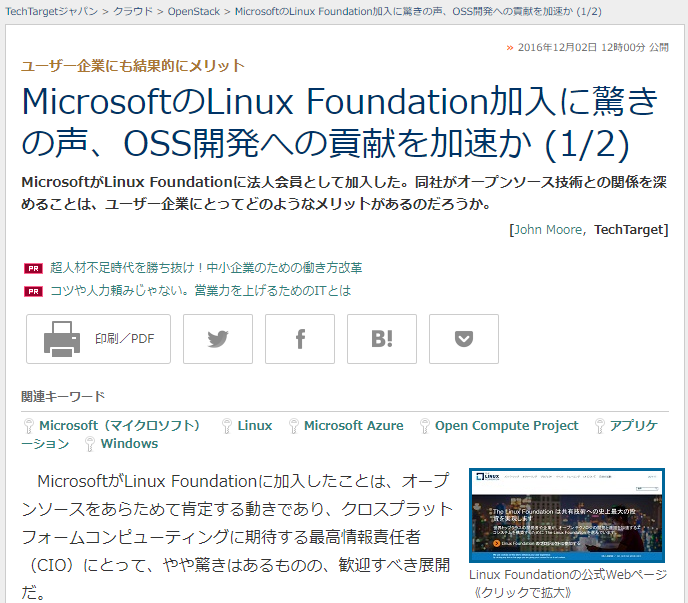 TechTargetジャパン > クラウド > OpenStack > MicrosoftのLinux Foundation加入に驚きの声、OSS開発への貢献を加速か (1/2)
» 2016年12月02日 12時00分 公開
ユーザー企業にも結果的にメリット
MicrosoftのLinux Foundation加入に驚き
の声、OSS開発への貢献を加速か (1/2)
MicrosoftがLinux Foundationに法人会員として加入した。同社がオープンソース技術との関係を深
めることは、ユーザー企業にとってどのようなメリットがあるのだろうか。
[John Moore，TechTarget]
PR 超人材不足時代を勝ち抜け！中小企業のための働き方改革
PR コツや人力頼みじゃない。営業力を上げるためのITとは
印刷／PDF
B!
関連キーワード
Microsoft（マイクロソフト） Linux Microsoft Azure Open Compute Project アプリケ
ーション Windows
MicrosoftがLinux Foundationに加入したことは、オープ
ンソースをあらためて肯定する動きであり、クロスプラット
フォームコンピューティングに期待する最高情報責任者
（CIO）にとって、やや驚きはあるものの、歓迎すべき展開
だ。
The Linux Foundation は共有技術への史上最大の投
資を実現します
Linux Foundationの公式Webページ
《クリックで拡大》